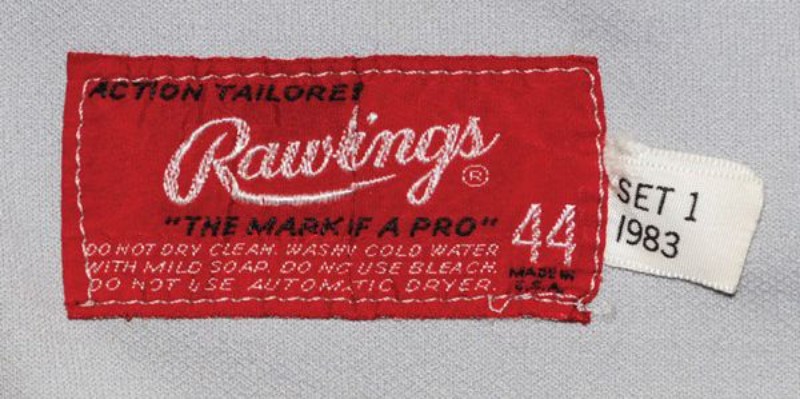 ACTION TAILORED
Rawlings®
"THE MARK OF A PRO"
DO NOT DRY CLEAN. WASH IN COLD WATER
WITH MILD SOAP. DO NOT USE BLEACH.
DO NOT USE AUTOMATIC DRYER.
44
MADE IN
U.S.A.
SET 1
1983